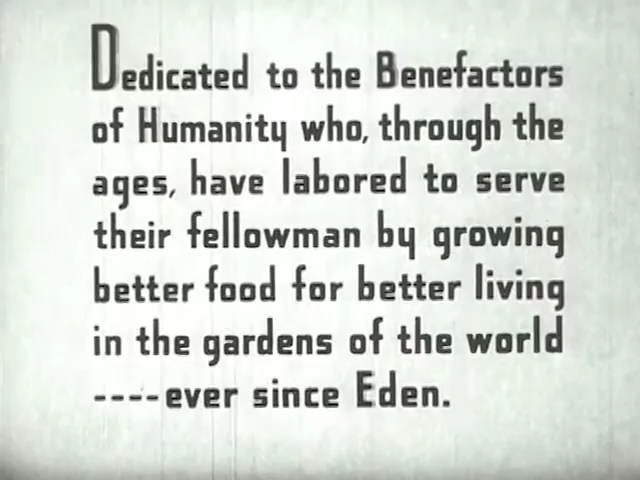 Dedicated to the Benefactors
of Humanity who, through the
ages, have labored to serve
their fellowman by growing
better food for better living
in the gardens of the world
----ever since Eden.